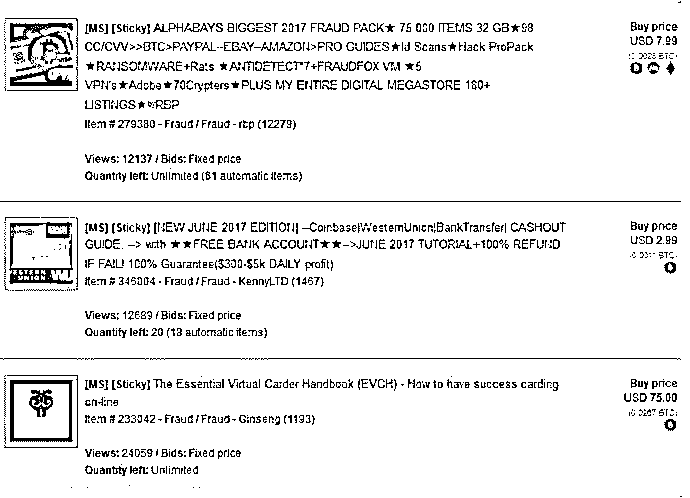 [MS] [Sticky] ALPHABAYS BIGGEST 2017 FRAUD PACK★ 75 000 ITEMS 32 GB★98
CC/CVV>>BTC>PAYPAL--EBAY--AMAZON>PRO GUIDES★Id Scans★Hack ProPack
★RANSOMWARE+Rats ★ANTIDETECT*7+FRAUDFOX VM ★5
VPN's★Adobe★70Crypters★PLUS MY ENTIRE DIGITAL MEGASTORE 180+
LISTINGS★ RBP
Item # 279380 - Fraud / Fraud - rbp (12279)
Views: 12137 / Bids: Fixed price
Quantity left: Unlimited (81 automatic items)
Buy price
USD 7.99
[MS] [Sticky] [NEW JUNE 2017 EDITION] --Coinbase|WesternUnion|BankTransfer| CASHOUT
GUIDE. --> with ★★FREE BANK ACCOUNT★★-->JUNE 2017 TUTORIAL+100% REFUND
IF FAIL! 100% Guarantee($300-$5k DAILY profit)
Item # 346004 - Fraud / Fraud - KennyLTD (1467)
Views: 12689 / Bids: Fixed price
Quantity left: 20 (13 automatic items)
Buy price
USD 2.99
WESTERN
UNION
[MS] [Sticky] The Essential Virtual Carder Handbook (EVCH) - How to have success carding
on-line
Item # 233042 - Fraud / Fraud - Ginseng (1193)
Views: 24059 / Bids: Fixed price
Quantity left: Unlimited
Buy price
USD 75.00